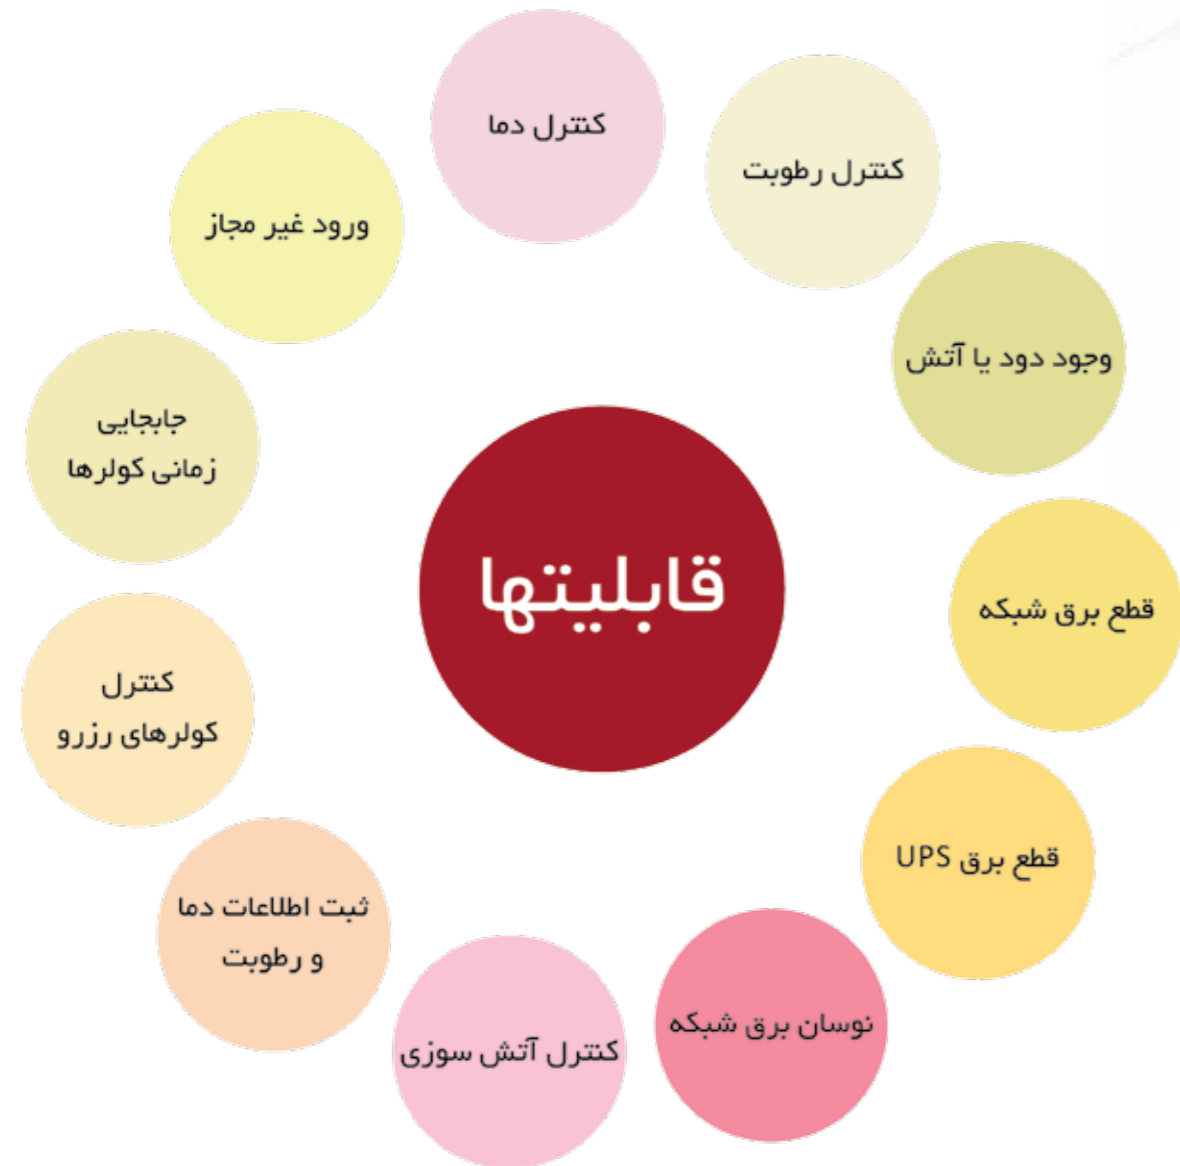 کنترل دما
کنترل رطوبت
وجود دود یا آتش
قطع برق شبکه
قطع برق UPS
نوسان برق شبکه
کنترل آتش سوزی
ثبت اطلاعات دما
و رطوبت
کنترل
کولرهای رزرو
جابجایی
زمانی کولرها
ورود غیر مجاز
قابلیتها